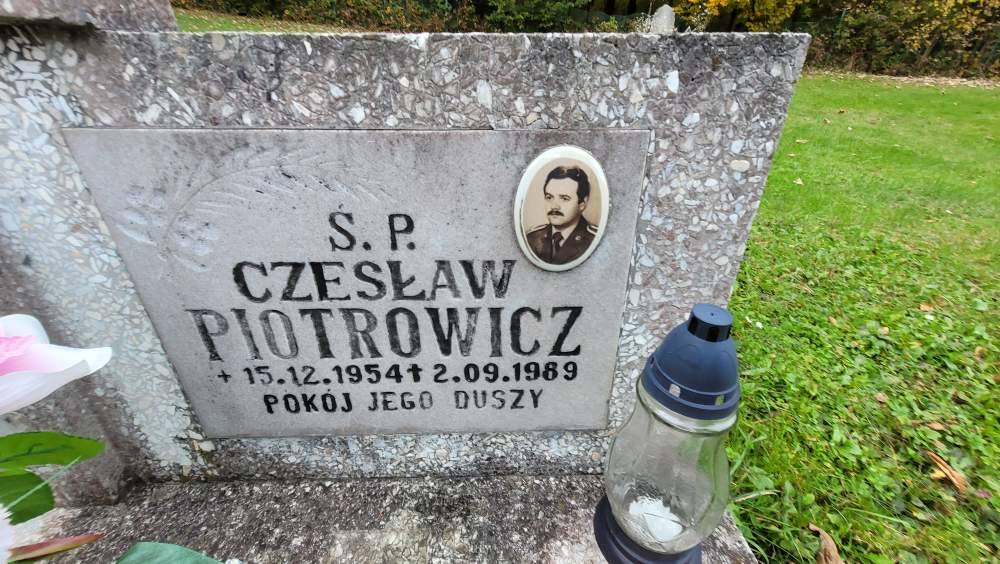 S. P.
CZESŁAW
PIOTROWICZ
+ 15.12.1954 ✝ 2.09.1989
POKÓJ JEGO DUSZY